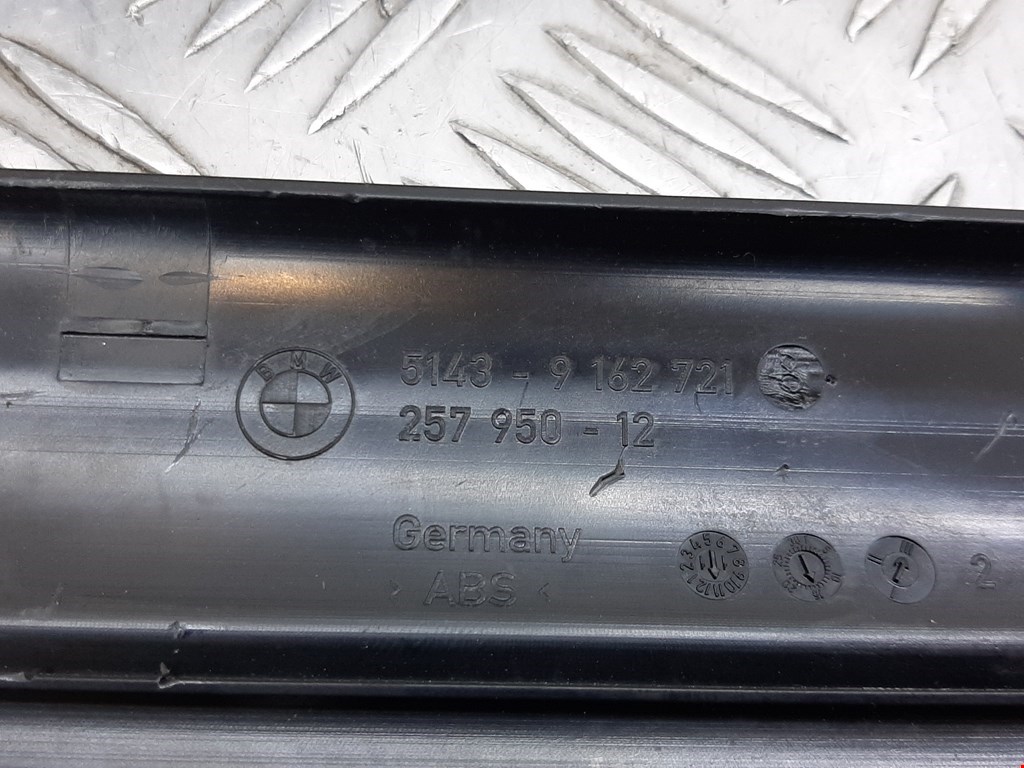 BMW
5143 - 9 162 721
257 950 - 12
Germany
> ABS <
2